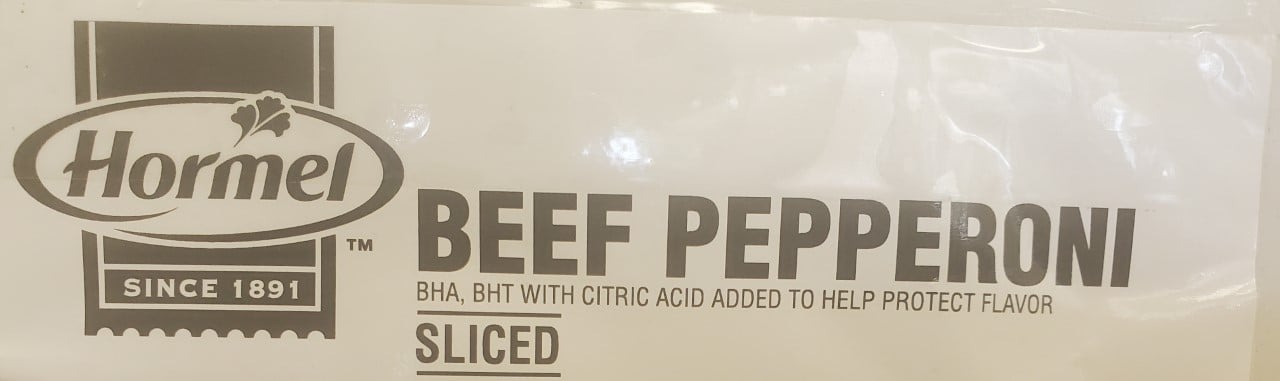 Hormel
TM
SINCE 1891
BEEF PEPPERONI
BHA, BHT WITH CITRIC ACID ADDED TO HELP PROTECT FLAVOR
SLICED